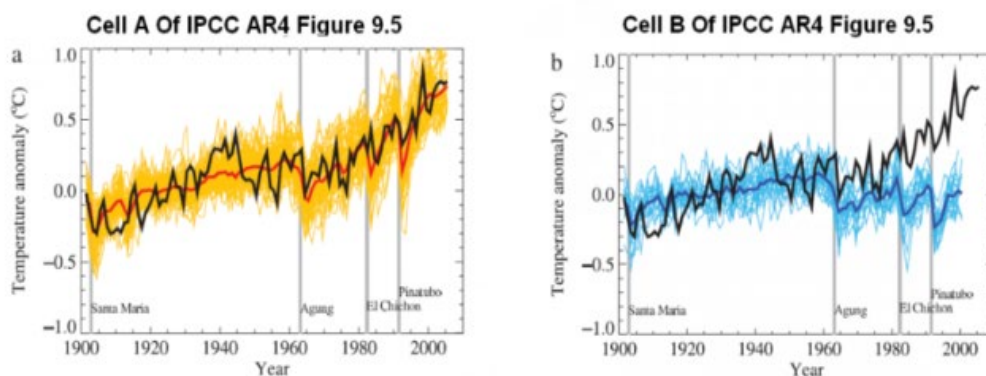 Cell A Of IPCC AR4 Figure 9.5
a
Temperature anomaly (°C)
1.0
0.5
0.0
−0.5
−1.0
Santa Maria
Agung
El Chichon
Pinatubo
1900 1920 1940 1960 1980 2000
Year
Cell B Of IPCC AR4 Figure 9.5
b
Temperature anomaly (°C)
1.0
0.5
0.0
−0.5
−1.0
Santa Maria
Agung
El Chichon
Pinatubo
1900 1920 1940 1960 1980 2000
Year